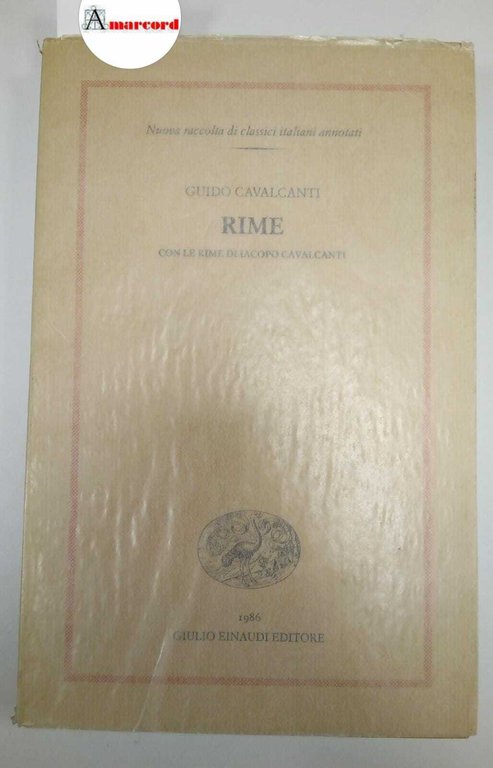 Amarcord
Nuova raccolta di classici italiani annotati
GUIDO CAVALCANTI
RIME
CON LE RIME DI IACOPO CAVALCANTI
1986
GIULIO EINAUDI EDITORE